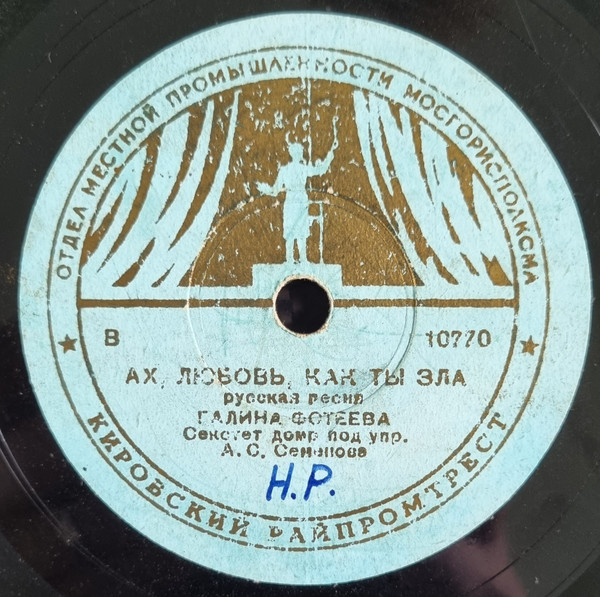 ОТДЕЛ МЕСТНОЙ ПРОМЫШЛЕННОСТИ МОСГОРИСПОЛКОМА
В 10770
АХ, ЛЮБОВЬ, КАК ТЫ ЗЛА
русская песня
ГАЛИНА ФОТЕЕВА
Секстет домр под упр.
А. С. Семенова
Н.Р.
КИРОВСКИЙ РАЙПРОМТРЕСТ